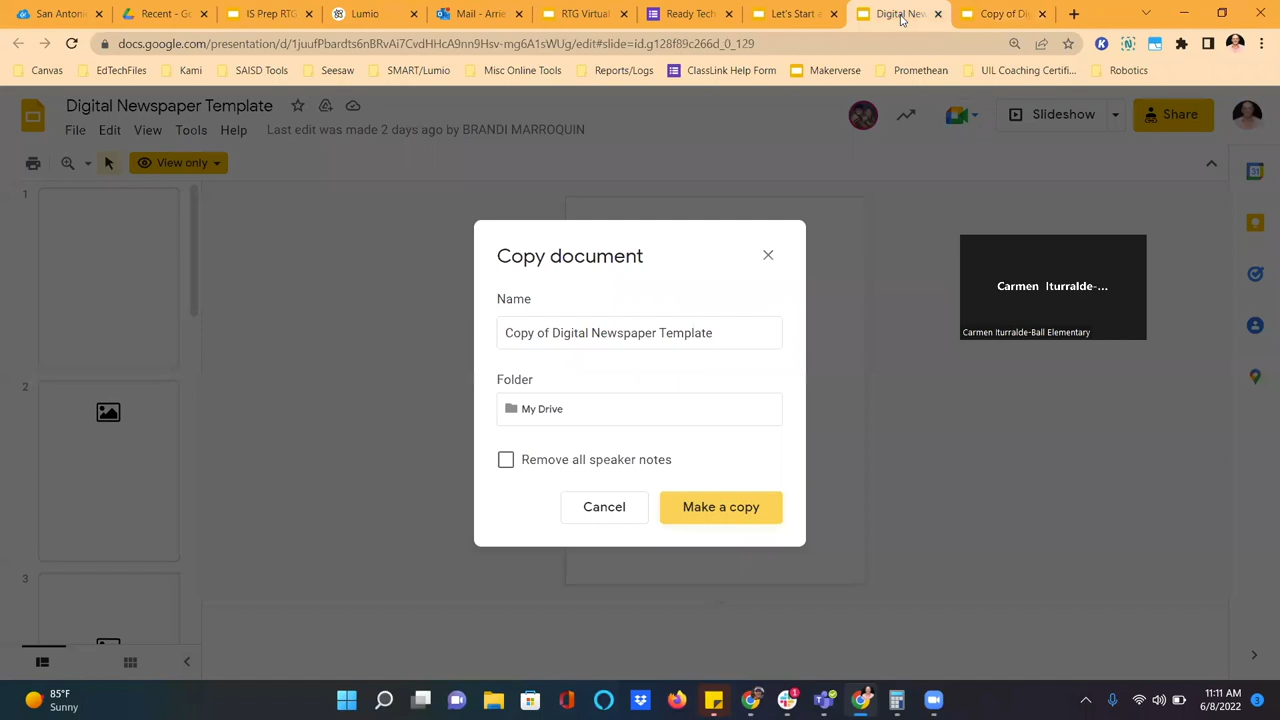 San Antoni
Recent - Go
IS Prep RTG
Lumio
Mail - Arrie
RTG Virtual
Ready Tech
Let's Start a
Digital New
Copy of Dig
docs.google.com/presentation/d/1juufPbardts6nBRvAi7CvdHHcA9nn9Hsv-mg6A1sWUg/edit#slide=id.g128f89c266d_0_129
Canvas
EdTechFiles
Kami
SAISD Tools
Seesaw
SMART/Lumio
Misc Online Tools
Reports/Logs
ClassLink Help Form
Makerverse
Promethean
UIL Coaching Certifi...
Robotics
Digital Newspaper Template
File Edit View Tools Help Last edit was made 2 days ago by BRANDI MARROQUIN
Slideshow
Share
View only
1
2
3
Copy document
Name
Copy of Digital Newspaper Template
Folder
My Drive
Remove all speaker notes
Cancel
Make a copy
Carmen Iturralde-...
Carmen Iturralde-Ball Elementary
85°F
Sunny
11:11 AM
6/8/2022